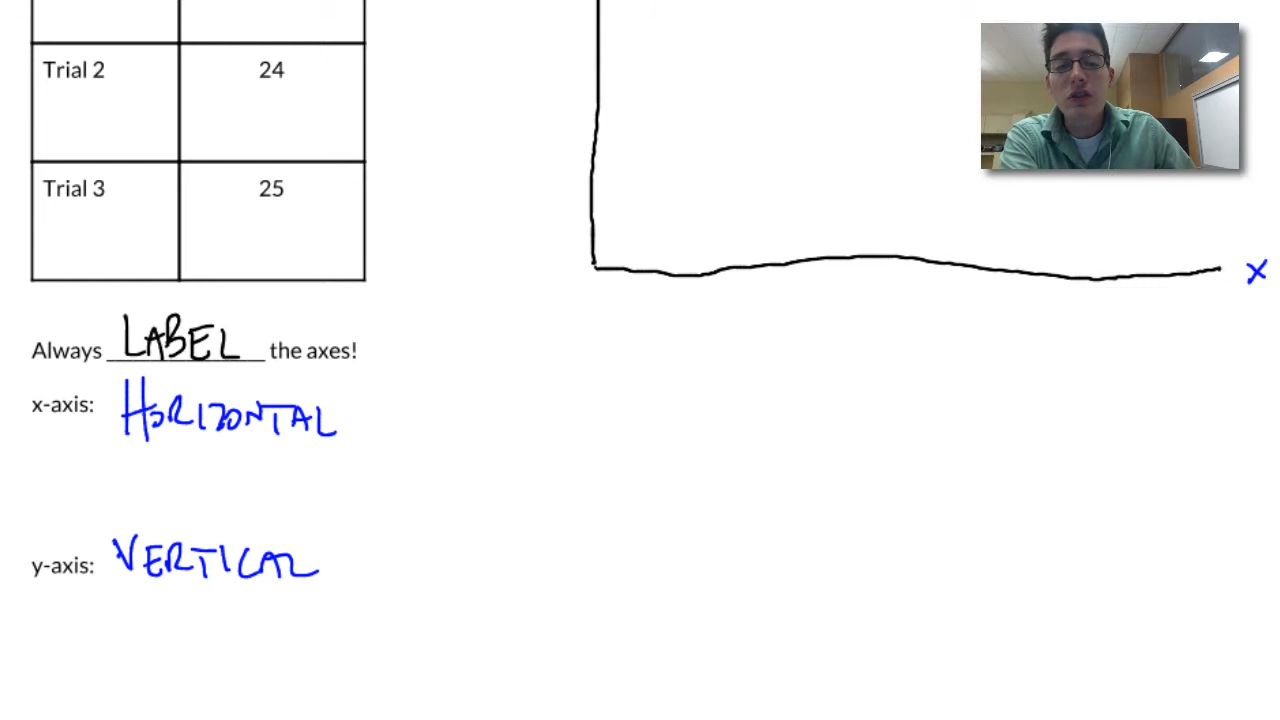 Trial 2 24
Trial 3 25
x
Always LABEL the axes!
x-axis: HORIZONTAL
y-axis: VERTICAL